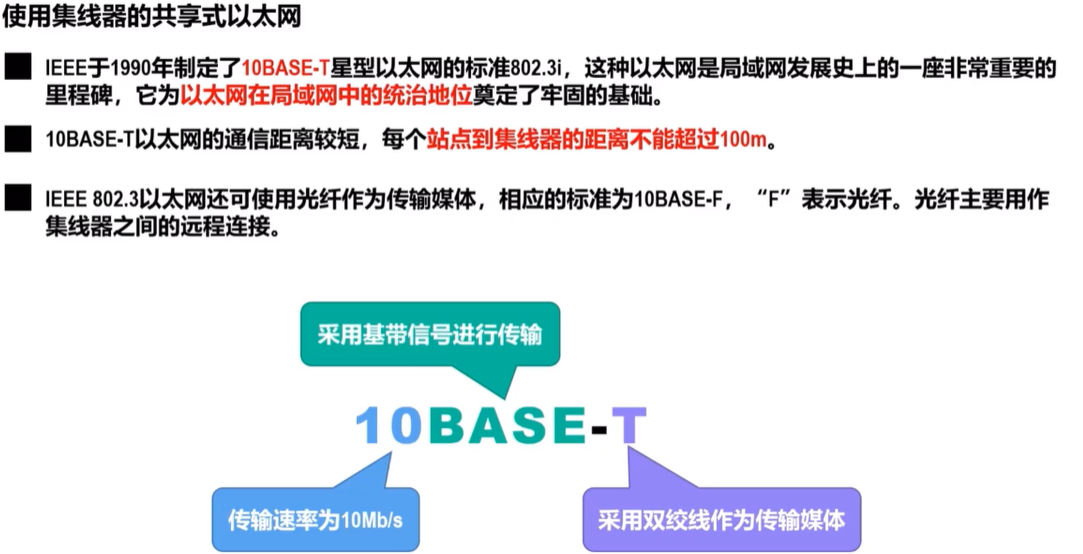 使用集线器的共享式以太网
IEEE于1990年制定了10BASE-T星型以太网的标准802.3i，这种以太网是局域网发展史上的一座非常重要的
里程碑，它为以太网在局域网中的统治地位奠定了牢固的基础。
10BASE-T以太网的通信距离较短，每个站点到集线器的距离不能超过100m。
IEEE 802.3以太网还可使用光纤作为传输媒体，相应的标准为10BASE-F，“F”表示光纤。光纤主要用作
集线器之间的远程连接。
采用基带信号进行传输
10BASE-T
传输速率为10Mb/s
采用双绞线作为传输媒体